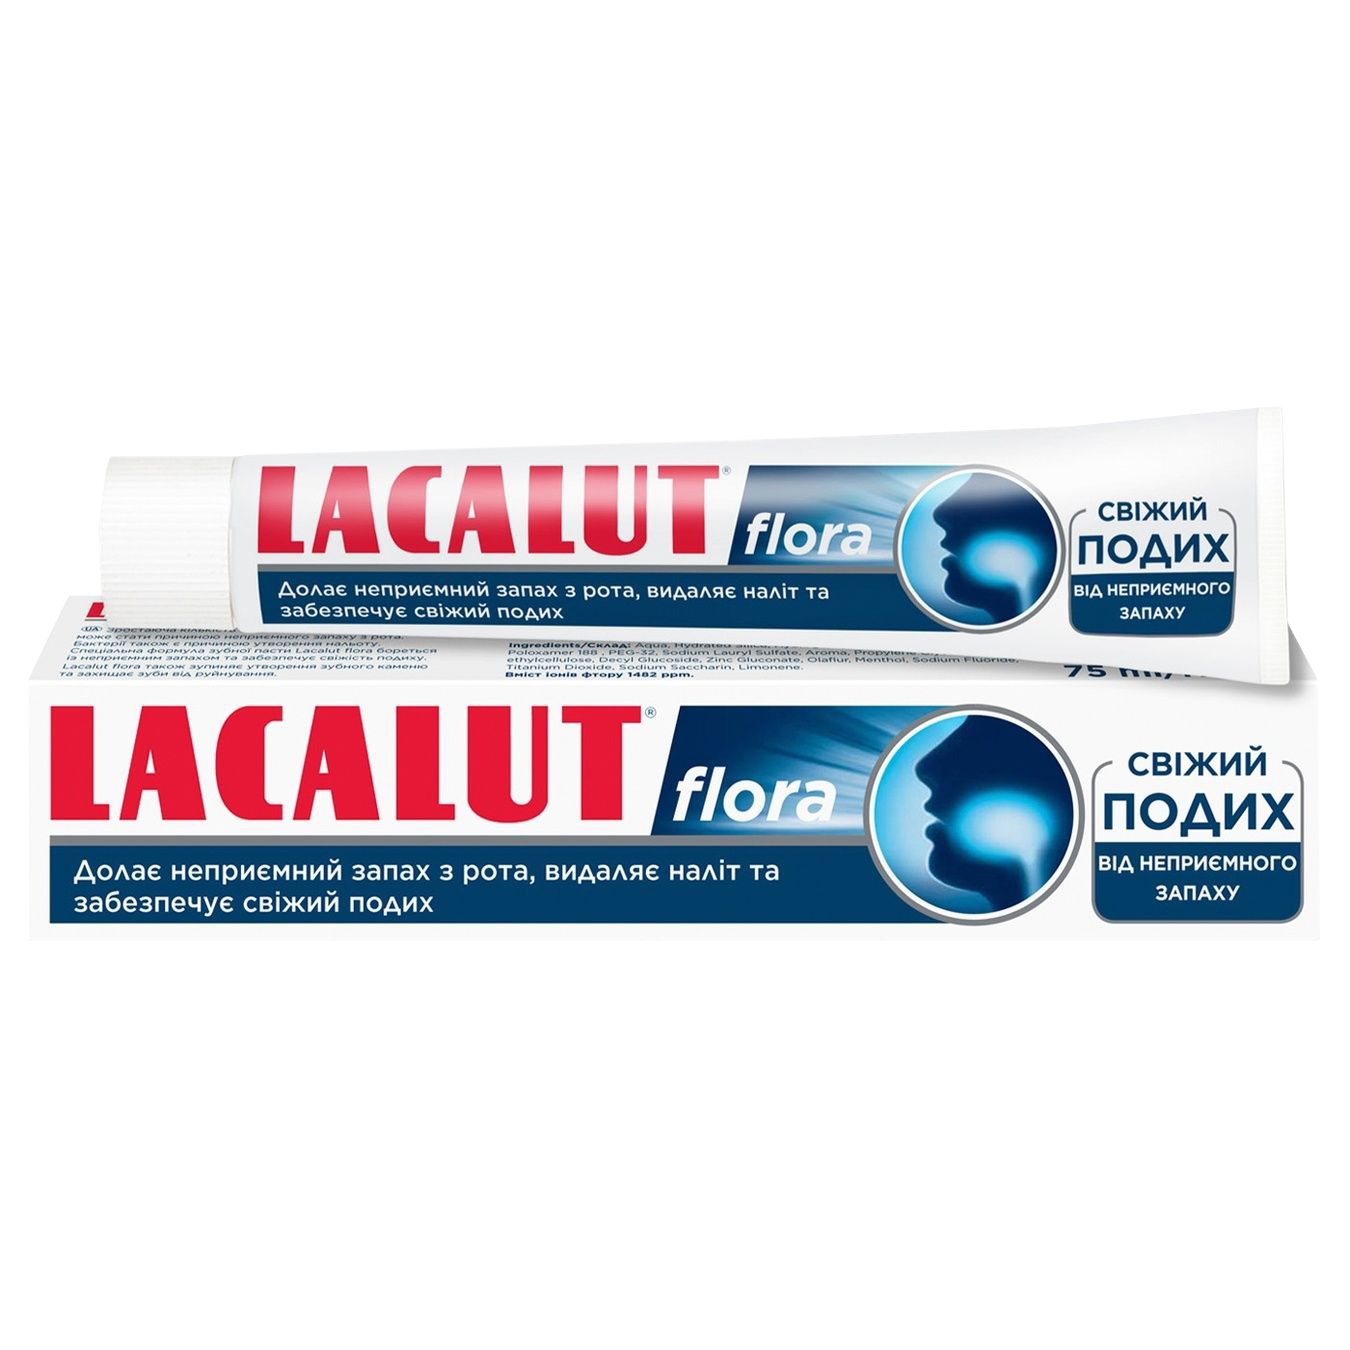 LACALUT®
flora
Долає неприємний запах з рота, видаляє наліт та
забезпечує свіжий подих
СВІЖИЙ
ПОДИХ
ВІД НЕПРИЄМНОГО
ЗАПАХУ
UA Зростаюча кількість
може стати причиною неприємного запаху з рота.
Бактерії також є причиною утворення нальоту.
Спеціальна формула зубної пасти Lacalut flora бореться
із неприємним запахом та забезпечує свіжість подиху.
Lacalut flora також зупиняє утворення зубного каменю
та захищає зуби від руйнування.
Ingredients/Склад: Aqua, Hydrated Silica,
Poloxamer 188 , PEG-32, Sodium Lauryl Sulfate, Aroma, Propylene
ethylcellulose, Decyl Glucoside, Zinc Gluconate, Olaflur, Menthol, Sodium Fluoride,
Titanium Dioxide, Sodium Saccharin, Limonene.
Вміст іонів фтору 1482 ppm.
75
LACALUT®
flora
Долає неприємний запах з рота, видаляє наліт та
забезпечує свіжий подих
СВІЖИЙ
ПОДИХ
ВІД НЕПРИЄМНОГО
ЗАПАХУ